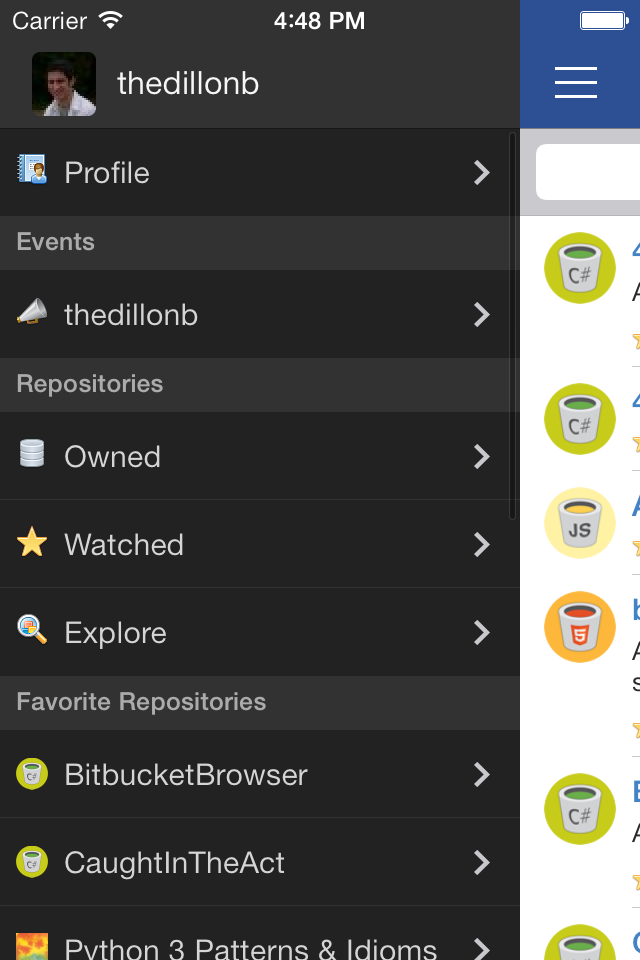 Carrier 4:48 PM
thedillonb
Profile
Events
thedillonb
Repositories
Owned
Watched
Explore
Favorite Repositories
C# BitbucketBrowser
C# CaughtInTheAct
Python 3 Patterns & Idioms
C#
C#
JS
5
C#